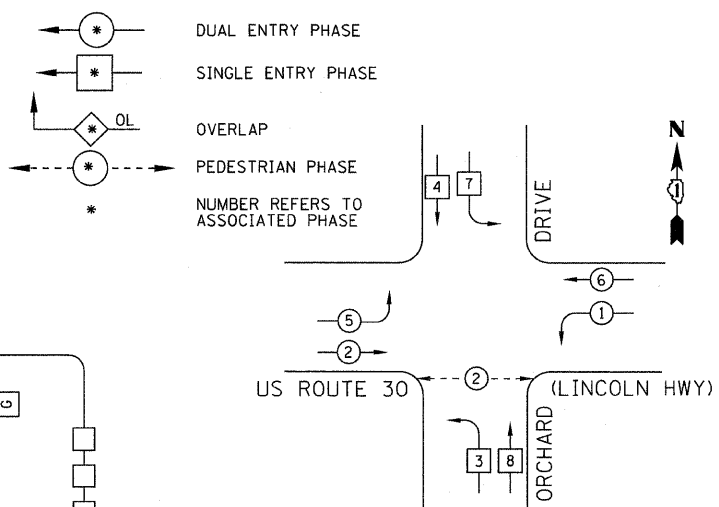 * DUAL ENTRY PHASE
* SINGLE ENTRY PHASE
* OL OVERLAP
* PEDESTRIAN PHASE
* NUMBER REFERS TO
ASSOCIATED PHASE
N
1
4 7
DRIVE
6
5
1
2
2
US ROUTE 30
(LINCOLN HWY)
G
3 8
ORCHARD